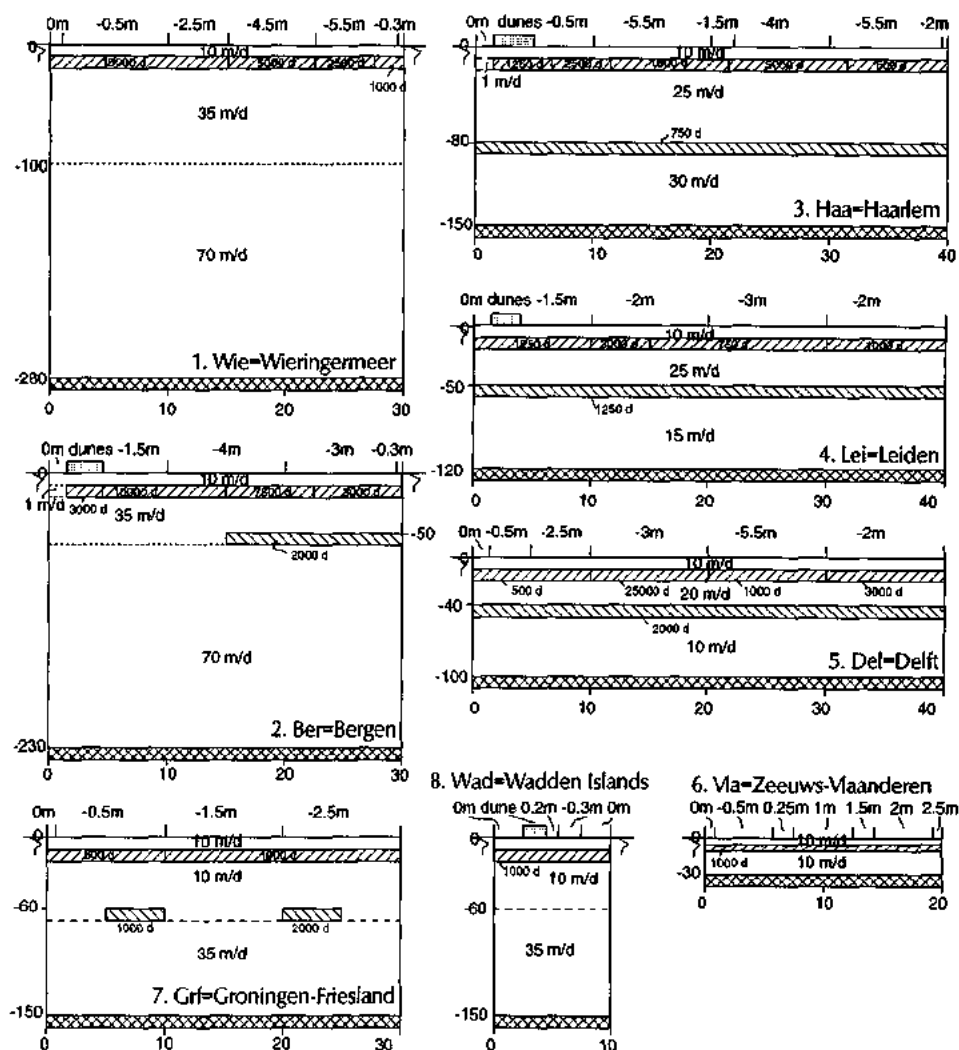 0m -0.5m -2.5m -4.5m -5.5m -0.3m
0
10 m/d
5000 d 2500 d
1000 d
35 m/d
-100
70 m/d
1. Wie=Wieringermeer
-280
0 10 20 30
0m dunes -1.5m -4m -3m -0.3m
-0
10 m/d
1 m/d
3000 d
35 m/d
-50
2000 d
70 m/d
2. Ber=Bergen
-230
0 10 20 30
0m -0.5m -1.5m -2.5m
-0
10 m/d
10 m/d
-60
1000 d 2000 d
35 m/d
7. Grf=Groningen-Friesland
-150
0 10 20 30
0m dunes -0.5m -5.5m -1.5m -4m -5.5m -2m
-0
10 m/d
1250 d 2500 d
1 m/d
25 m/d
750 d
-80
30 m/d
3. Haa=Haarlem
-150
0 10 20 30 40
0m dunes -1.5m -2m -3m -2m
-0
10 m/d
1250 d 750 d
25 m/d
-50
1250 d
15 m/d
4. Lei=Leiden
-120
0 10 20 30 40
0m -0.5m -2.5m -3m -5.5m -2m
-0
10 m/d
500 d 25000 d 1000 d 3000 d
20 m/d
-40
2000 d
10 m/d
5. Del=Delft
-100
0 10 20 30 40
8. Wad=Wadden Islands
0m dune 0.2m -0.3m 0m
0
1000 d
10 m/d
-60
35 m/d
-150
0 10
6. Vla=Zeeuws-Vlaanderen
0m -0.5m 0.25m 1m 1.5m 2m 2.5m
0
10 m/d
1000 d
10 m/d
-30
0 10 20